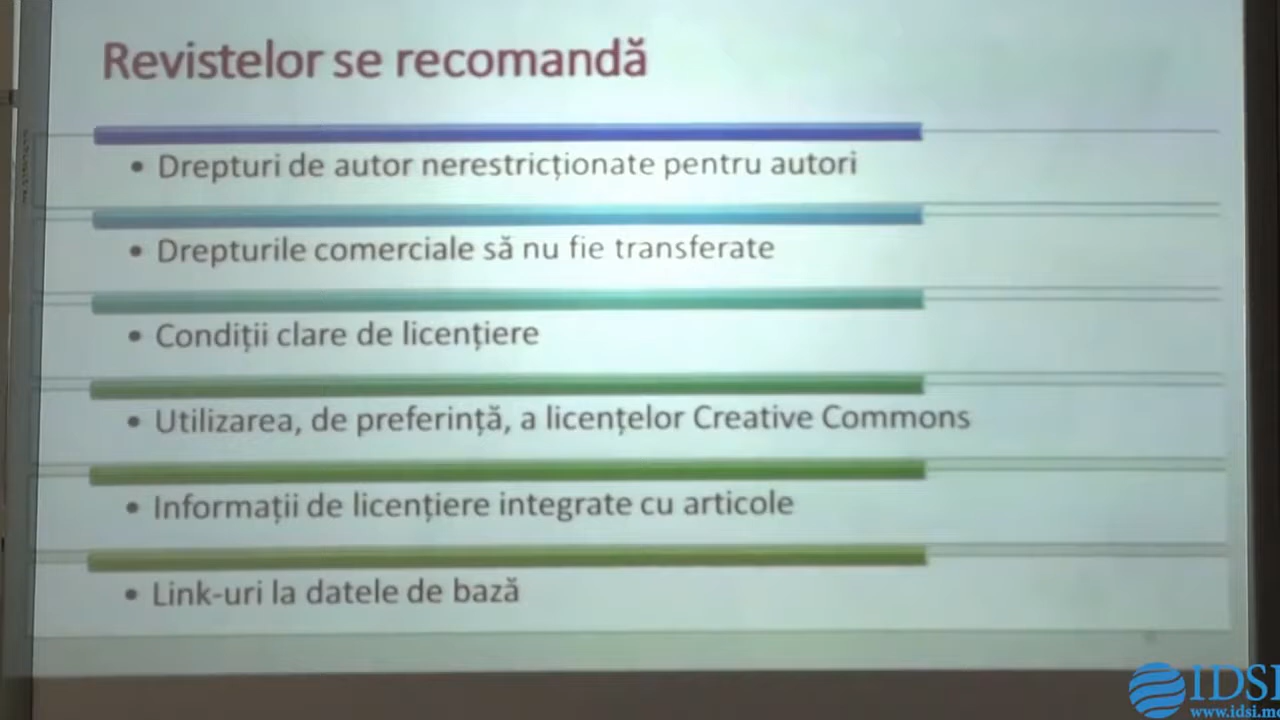 Revistelor se recomandă
• Drepturi de autor nerestricționate pentru autori
• Drepturile comerciale să nu fie transferate
• Condiții clare de licențiere
• Utilizarea, de preferință, a licențelor Creative Commons
• Informații de licențiere integrate cu articole
• Link-uri la datele de bază
IDSI
www.idsi.md